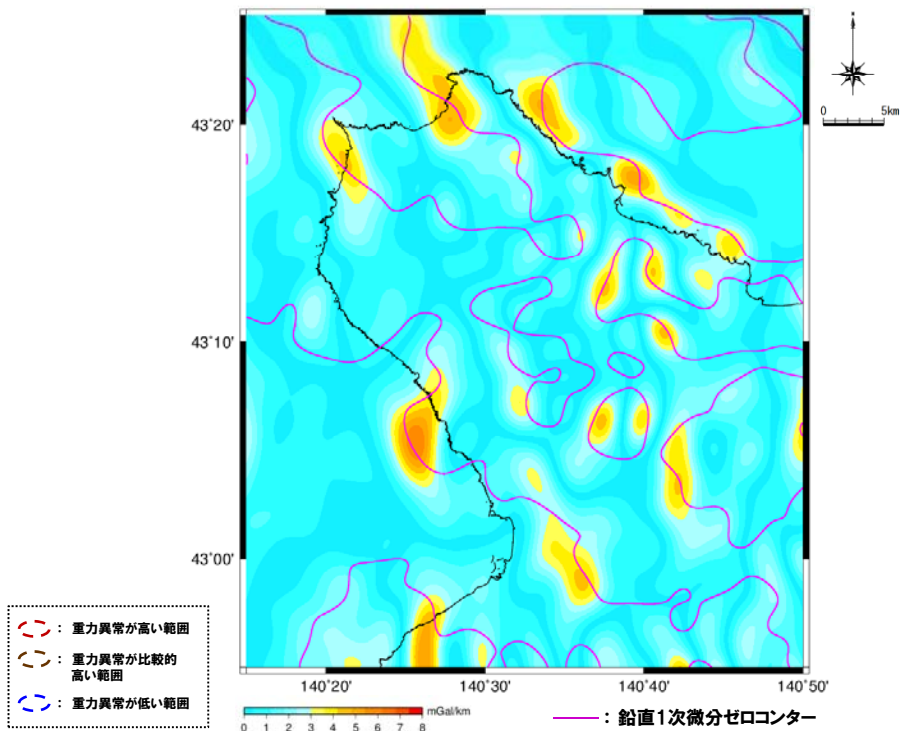 0
5km
43°20'
43°10'
43°00'
140°20'
140°30'
140°40'
140°50'
: 重力異常が高い範囲
: 重力異常が比較的
高い範囲
: 重力異常が低い範囲
mGal/km
0 1 2 3 4 5 6 7 8
: 鉛直1次微分ゼロコンター